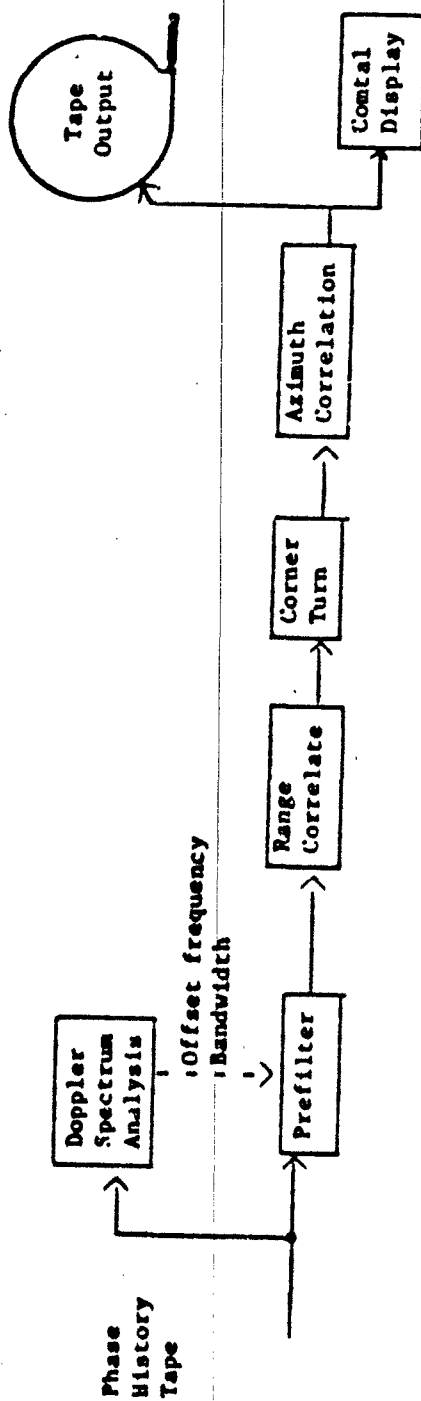 Phase
History
Tape
Doppler
Spectrum
Analysis
Offset frequency
Bandwidth
Prefilter
Range
Correlate
Corner
Turn
Azimuth
Correlation
Tape
Output
Comtal
Display